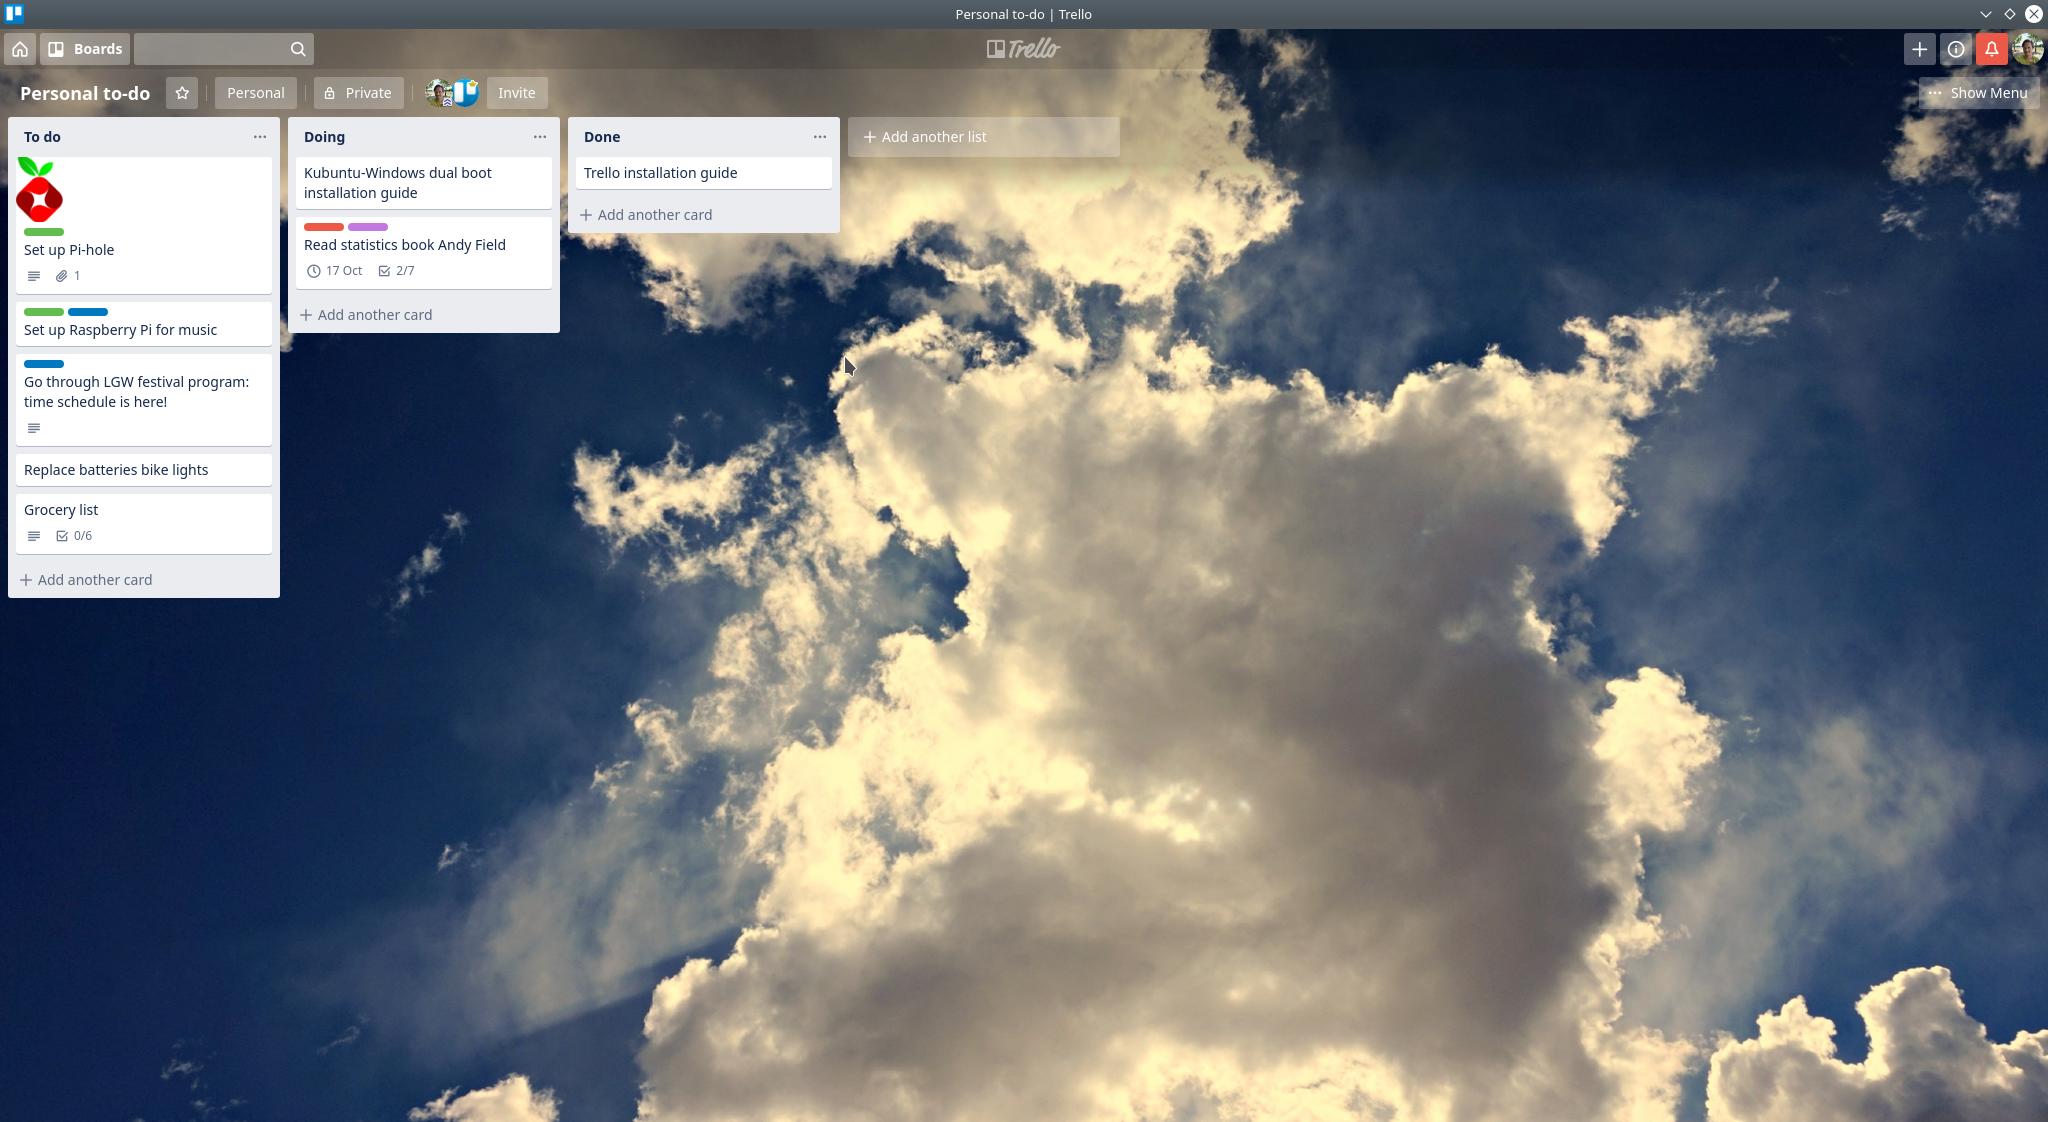 Personal to-do | Trello
Boards
Trello
Personal to-do
Personal
Private
Invite
Show Menu
To do
Set up Pi-hole
1
Set up Raspberry Pi for music
Go through LGW festival program:
time schedule is here!
Replace batteries bike lights
Grocery list
0/6
Add another card
Doing
Kubuntu-Windows dual boot
installation guide
Read statistics book Andy Field
17 Oct 2/7
Add another card
Done
Trello installation guide
Add another card
Add another list